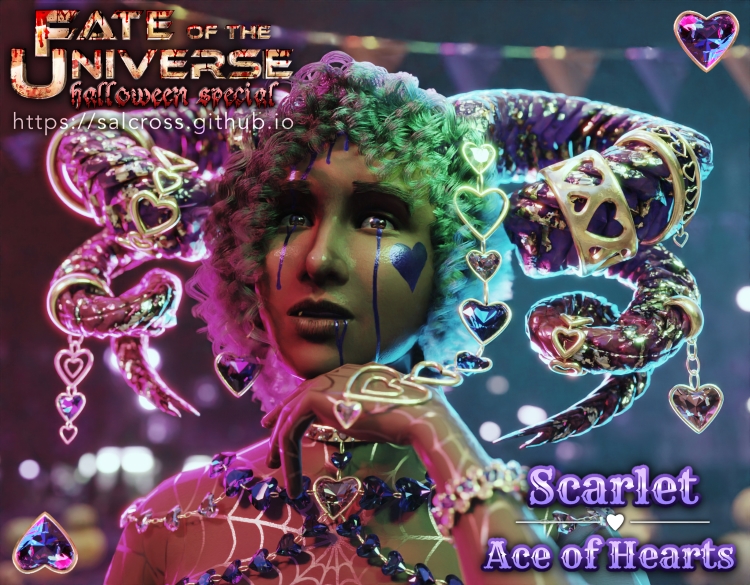 FATE OF THE
UNIVERSE
halloween special
https://salcross.github.io
Scarlet
Ace of Hearts